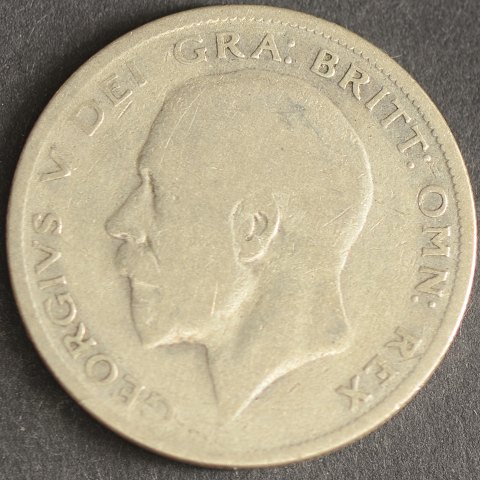 GEORGIVS V DEI GRA: BRITT: OMN: REX